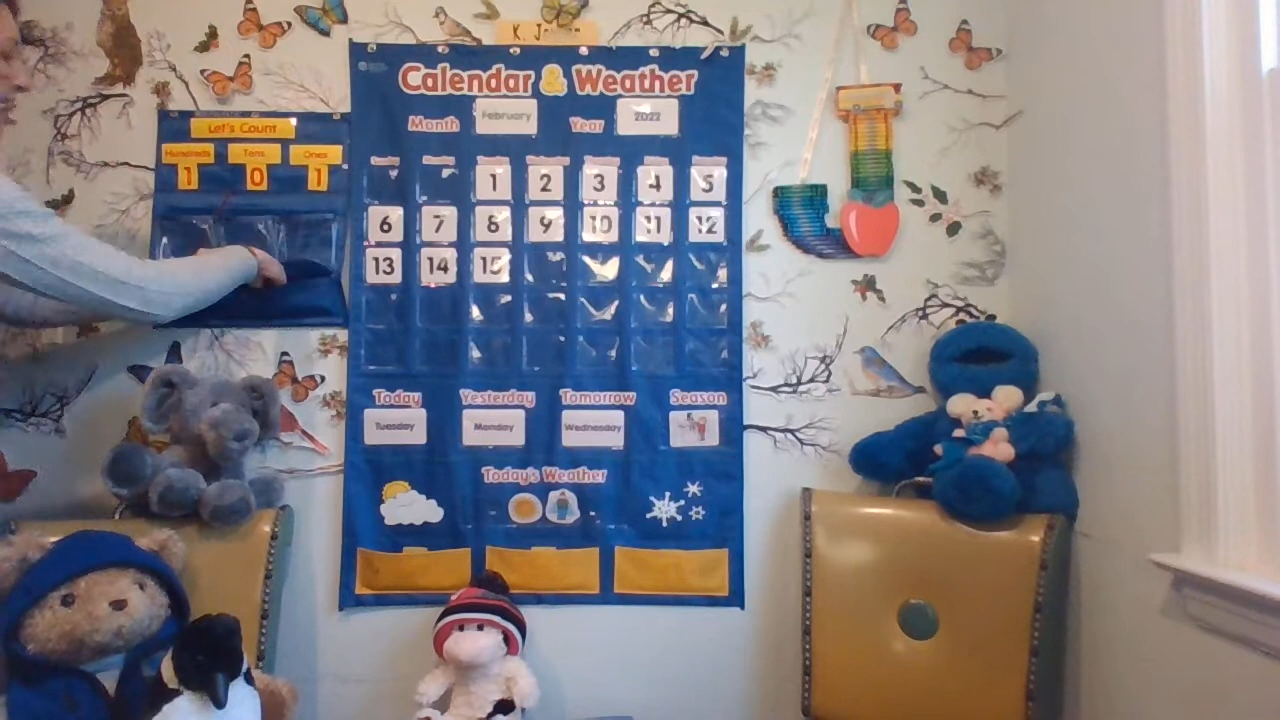 Calendar & Weather
Month February Year 2022
Let's Count
Hundreds Tens Ones
1 0 1
1 2 3 4 5
6 7 8 9 10 11 12
13 14 15
Today Yesterday Tomorrow Season
Tuesday Monday Wednesday
Today's Weather